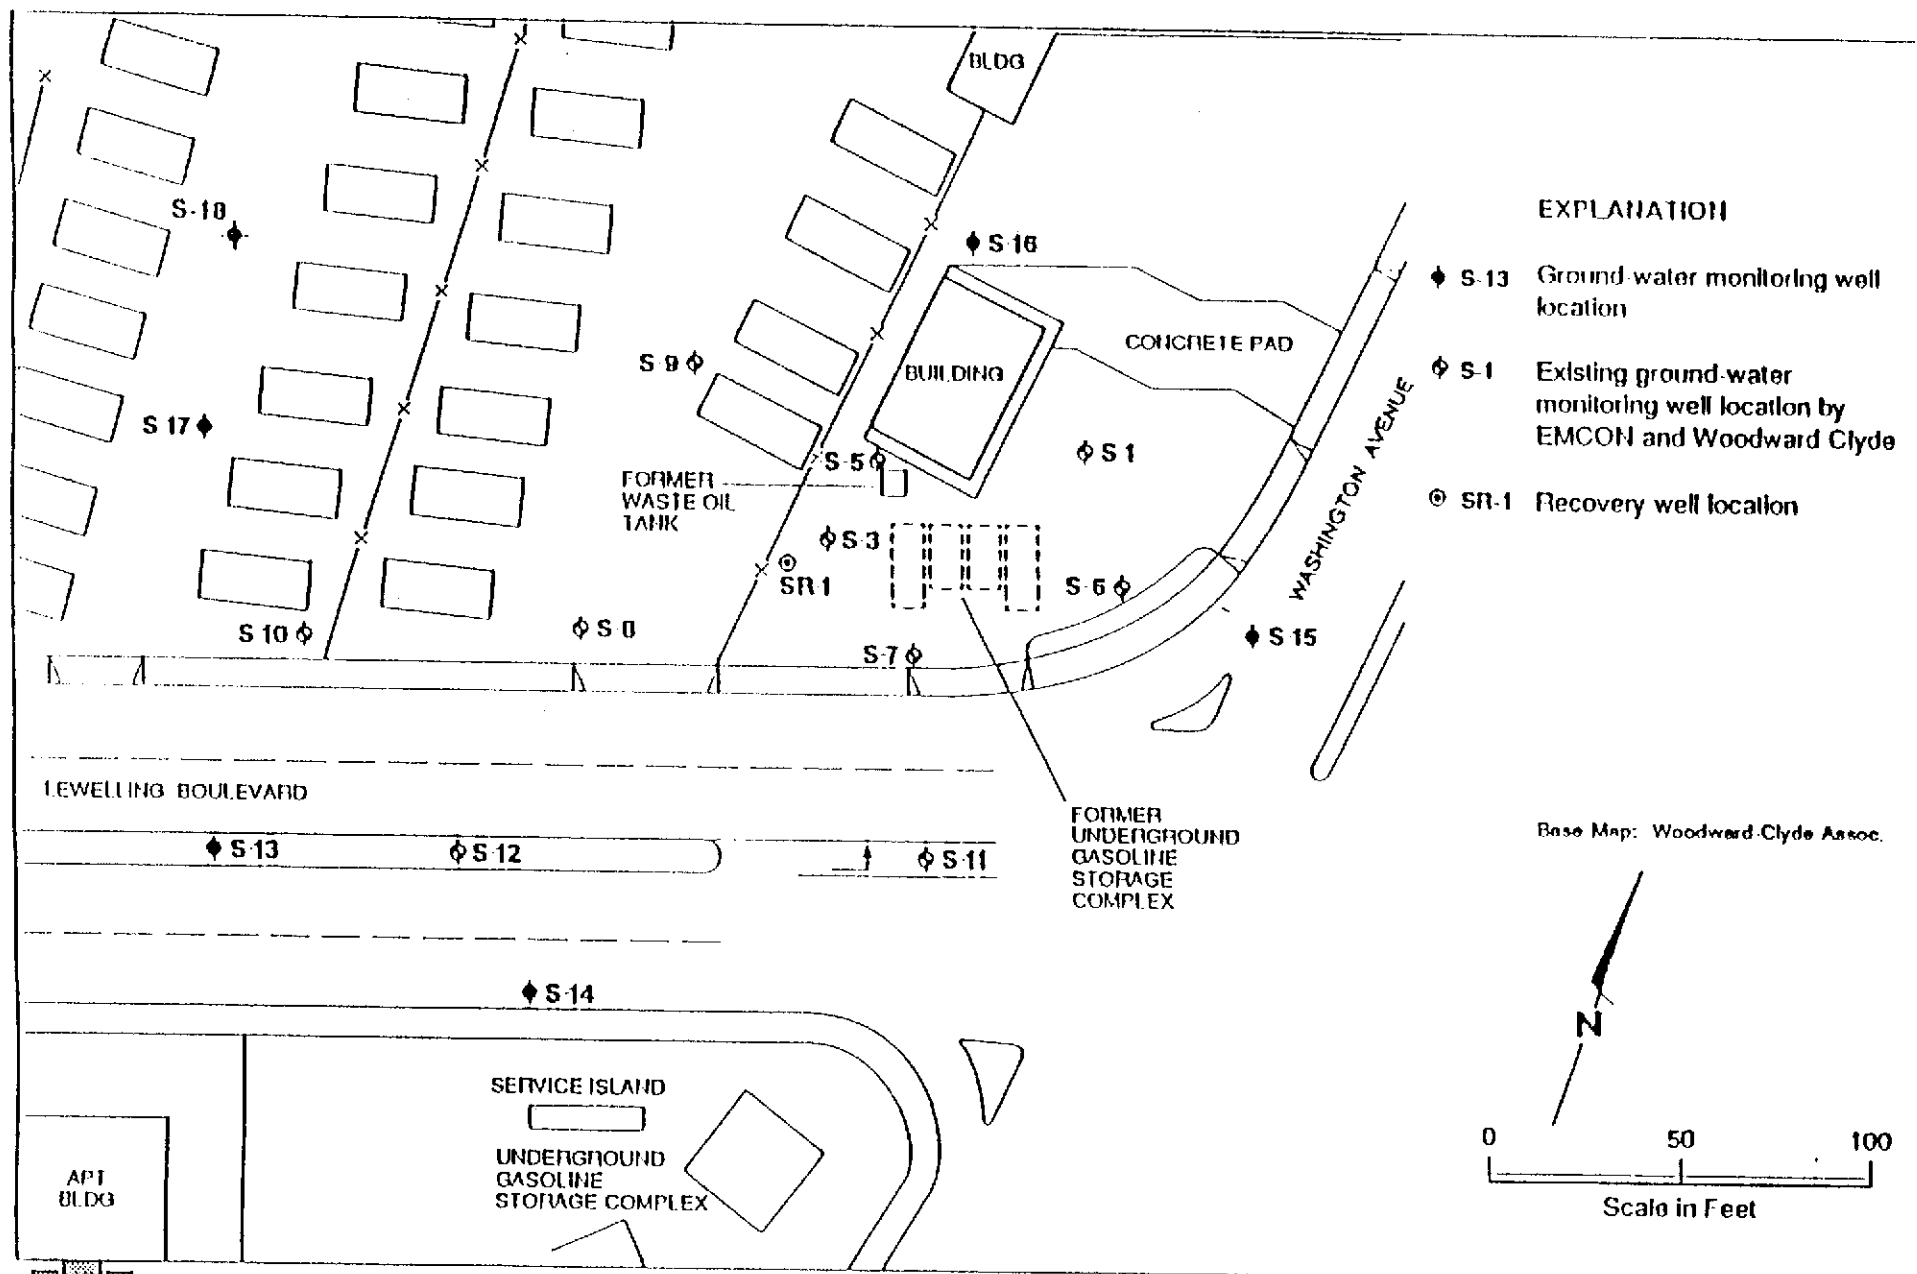 BLDG
S-18
S-16
EXPLANATION
S-13 Ground-water monitoring well
location
CONCRETE PAD
S-9
BUILDING
S-1 Existing ground-water
monitoring well location by
EMCON and Woodward Clyde
S-17
S-5
S-1
WASHINGTON AVENUE
FORMER
WASTE OIL
TANK
SR-1 Recovery well location
S-3
SR-1
S-6
S-10
S-8
S-7
S-15
LEWELLING BOULEVARD
FORMER
UNDERGROUND
GASOLINE
STORAGE
COMPLEX
Base Map: Woodward-Clyde Assoc.
S-13
S-12
S-11
S-14
N
SERVICE ISLAND
UNDERGROUND
GASOLINE
STORAGE COMPLEX
APT
BLDG
0 50 100
Scale in Feet